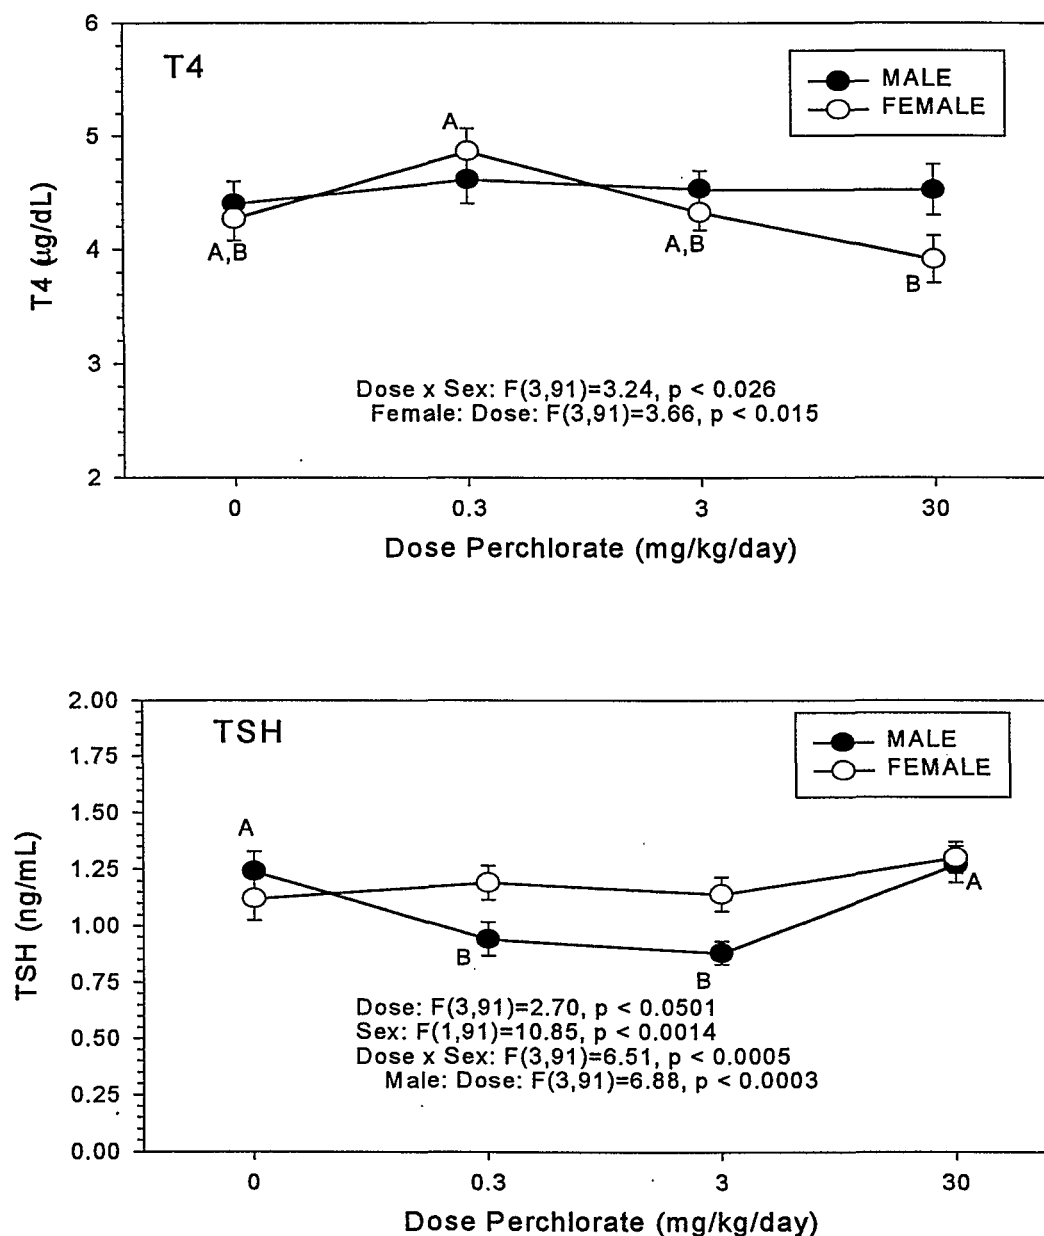 6
T4
MALE
FEMALE
5
A
4
A,B
A,B
B
T4 (µg/dL)
3
Dose x Sex: F(3,91)=3.24, p < 0.026
Female: Dose: F(3,91)=3.66, p < 0.015
2
0
0.3
3
30
Dose Perchlorate (mg/kg/day)
2.00
TSH
MALE
FEMALE
1.75
1.50
A
1.25
A
TSH (ng/mL)
1.00
B
B
0.75
Dose: F(3,91)=2.70, p < 0.0501
Sex: F(1,91)=10.85, p < 0.0014
0.50
Dose x Sex: F(3,91)=6.51, p < 0.0005
Male: Dose: F(3,91)=6.88, p < 0.0003
0.25
0.00
0
0.3
3
30
Dose Perchlorate (mg/kg/day)